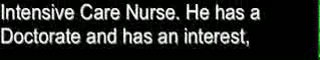 Intensive Care Nurse. He has a
Doctorate and has an interest,